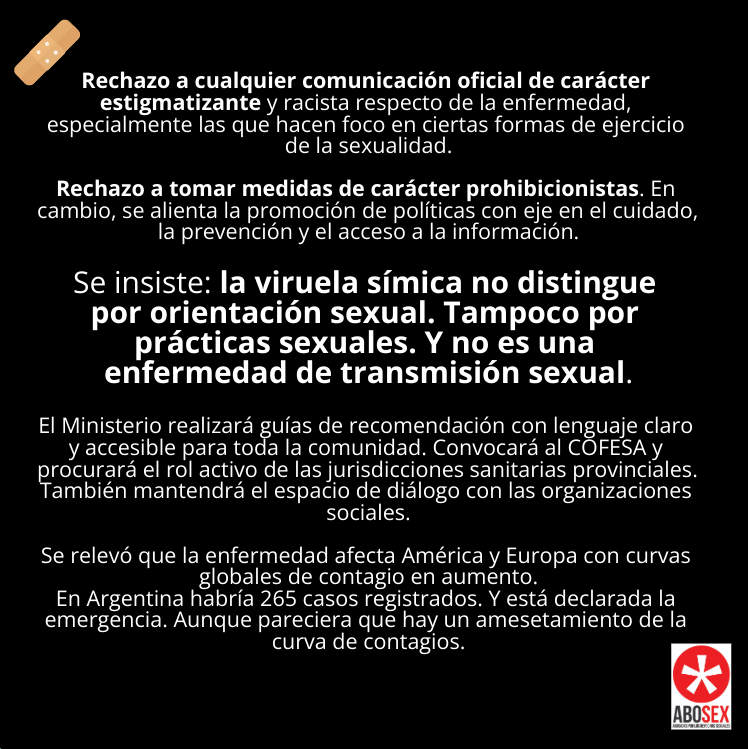 Rechazo a cualquier comunicación oficial de carácter
estigmatizante y racista respecto de la enfermedad,
especialmente las que hacen foco en ciertas formas de ejercicio
de la sexualidad.
Rechazo a tomar medidas de carácter prohibicionistas. En
cambio, se alienta la promoción de políticas con eje en el cuidado,
la prevención y el acceso a la información.
Se insiste: la viruela símica no distingue
por orientación sexual. Tampoco por
prácticas sexuales. Y no es una
enfermedad de transmisión sexual.
El Ministerio realizará guías de recomendación con lenguaje claro
y accesible para toda la comunidad. Convocará al COFESA y
procurará el rol activo de las jurisdicciones sanitarias provinciales.
También mantendrá el espacio de diálogo con las organizaciones
sociales.
Se relevó que la enfermedad afecta América y Europa con curvas
globales de contagio en aumento.
En Argentina habría 265 casos registrados. Y está declarada la
emergencia. Aunque pareciera que hay un amesetamiento de la
curva de contagios.
ABOSEX
ABOGADXS POR LOS DERECHOS SEXUALES